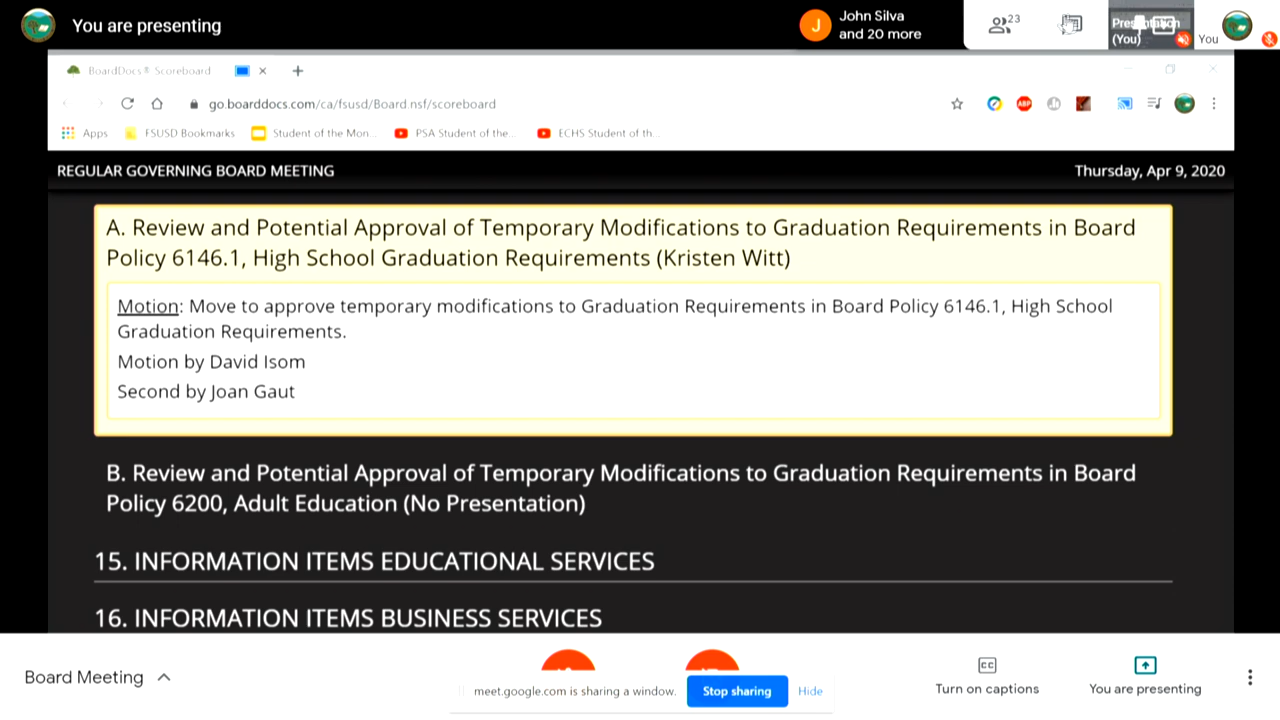 You are presenting
J
John Silva
and 20 more
23
Presentation
(You)
You
BoardDocs® Scoreboard
go.boarddocs.com/ca/fsusd/Board.nsf/scoreboard
ABP
Apps
FSUSD Bookmarks
Student of the Mon...
PSA Student of the...
ECHS Student of th...
REGULAR GOVERNING BOARD MEETING
Thursday, Apr 9, 2020
A. Review and Potential Approval of Temporary Modifications to Graduation Requirements in Board
Policy 6146.1, High School Graduation Requirements (Kristen Witt)
Motion: Move to approve temporary modifications to Graduation Requirements in Board Policy 6146.1, High School
Graduation Requirements.
Motion by David Isom
Second by Joan Gaut
B. Review and Potential Approval of Temporary Modifications to Graduation Requirements in Board
Policy 6200, Adult Education (No Presentation)
15. INFORMATION ITEMS EDUCATIONAL SERVICES
16. INFORMATION ITEMS BUSINESS SERVICES
Board Meeting
meet.google.com is sharing a window.
Stop sharing
Hide
CC
Turn on captions
You are presenting